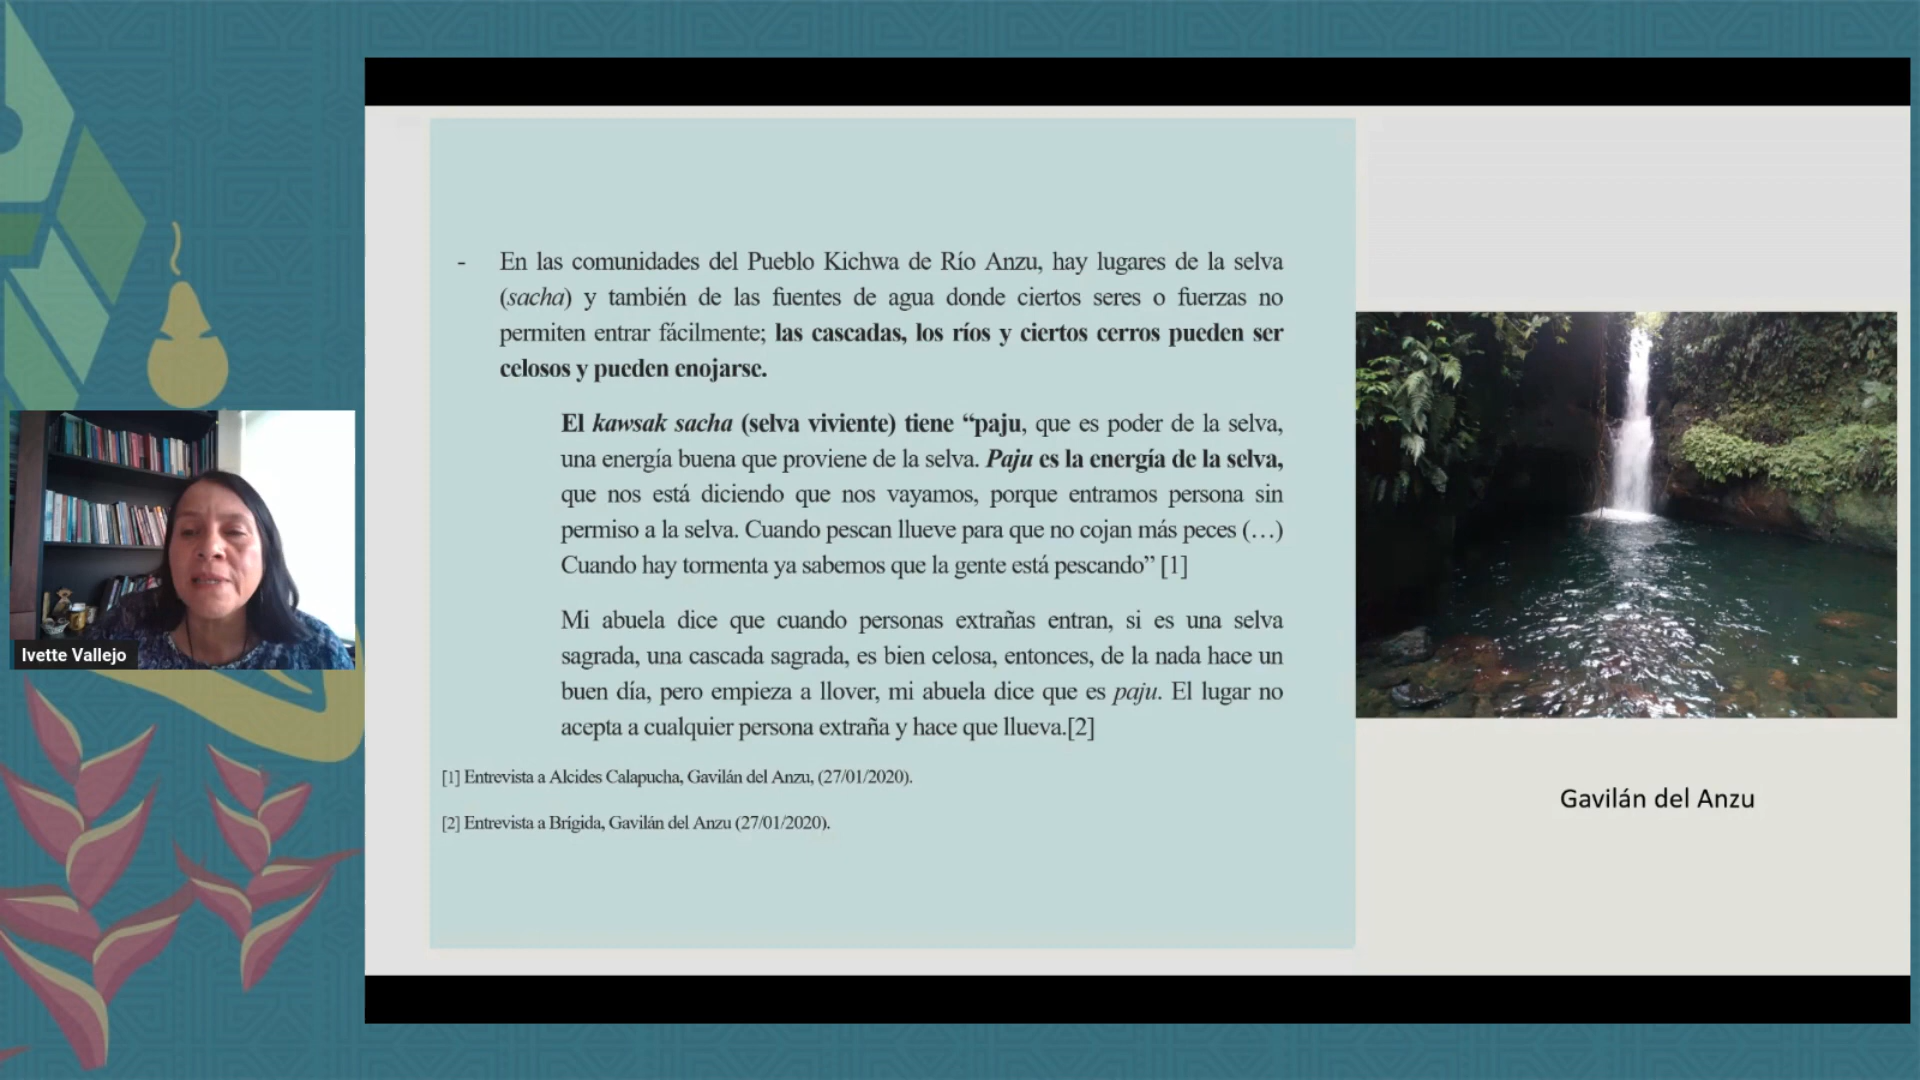 - En las comunidades del Pueblo Kichwa de Río Anzu, hay lugares de la selva
(sacha) y también de las fuentes de agua donde ciertos seres o fuerzas no
permiten entrar fácilmente; las cascadas, los ríos y ciertos cerros pueden ser
celosos y pueden enojarse.
El kawsak sacha (selva viviente) tiene “paju, que es poder de la selva,
una energía buena que proviene de la selva. Paju es la energía de la selva,
que nos está diciendo que nos vayamos, porque entramos persona sin
permiso a la selva. Cuando pescan llueve para que no cojan más peces (…)
Cuando hay tormenta ya sabemos que la gente está pescando” [1]
Mi abuela dice que cuando personas extrañas entran, si es una selva
sagrada, una cascada sagrada, es bien celosa, entonces, de la nada hace un
buen día, pero empieza a llover, mi abuela dice que es paju. El lugar no
acepta a cualquier persona extraña y hace que llueva.[2]
[1] Entrevista a Alcides Calapucha, Gavilán del Anzu, (27/01/2020).
[2] Entrevista a Brígida, Gavilán del Anzu (27/01/2020).
Gavilán del Anzu
Ivette Vallejo